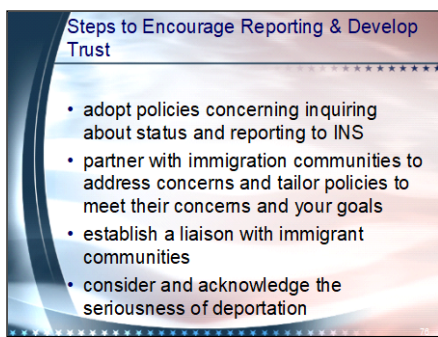 Steps to Encourage Reporting & Develop
Trust
• adopt policies concerning inquiring
about status and reporting to INS
• partner with immigration communities to
address concerns and tailor policies to
meet their concerns and your goals
• establish a liaison with immigrant
communities
• consider and acknowledge the
seriousness of deportation